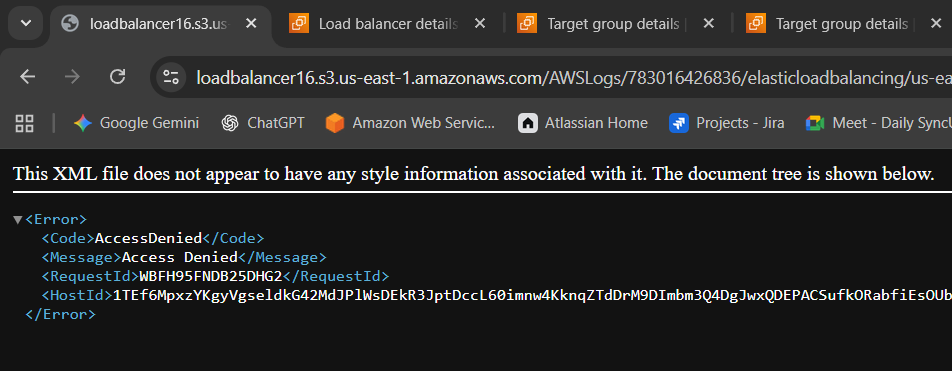 loadbalancer16.s3.us-
Load balancer details
Target group details
Target group details
loadbalancer16.s3.us-east-1.amazonaws.com/AWSLogs/783016426836/elasticloadbalancing/us-ea
Google Gemini
ChatGPT
Amazon Web Servic...
Atlassian Home
Projects - Jira
Meet - Daily SyncU
This XML file does not appear to have any style information associated with it. The document tree is shown below.
▼<Error>
<Code>AccessDenied</Code>
<Message>Access Denied</Message>
<RequestId>WBFH95FNDB25DHG2</RequestId>
<HostId>1TEf6MpxzYKgyVgseldkG42MdJPlWsDEkR3JptDccL60imnw4KknqZTdDrM9DImbm3Q4DgJwxQDEPACSufkORabfiEsOUb
</Error>